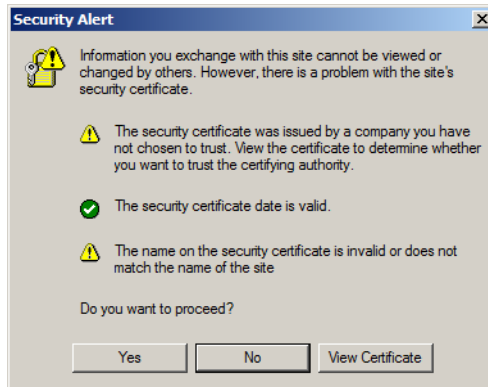 Security Alert
Information you exchange with this site cannot be viewed or
changed by others. However, there is a problem with the site's
security certificate.
The security certificate was issued by a company you have
not chosen to trust. View the certificate to determine whether
you want to trust the certifying authority.
The security certificate date is valid.
The name on the security certificate is invalid or does not
match the name of the site
Do you want to proceed?
Yes No View Certificate